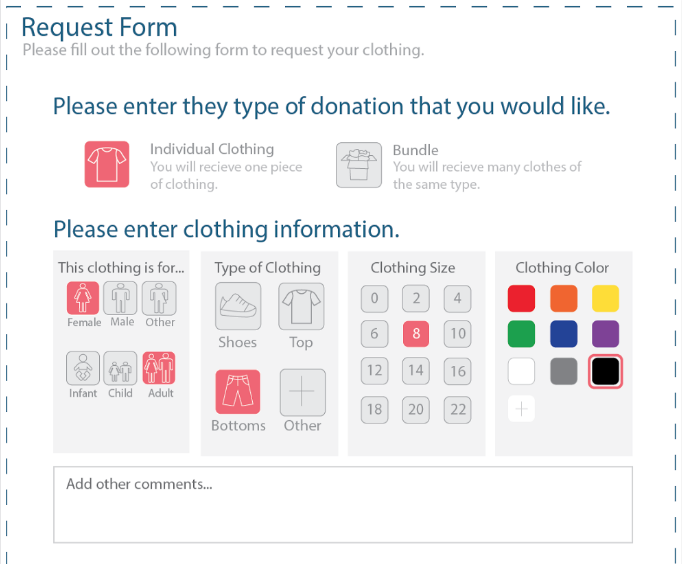 Request Form
Please fill out the following form to request your clothing.
Please enter they type of donation that you would like.
Individual Clothing
You will recieve one piece
of clothing.
Bundle
You will recieve many clothes of
the same type.
Please enter clothing information.
This clothing is for...
Female Male Other
Infant Child Adult
Type of Clothing
Shoes Top
Bottoms Other
Clothing Size
0 2 4
6 8 10
12 14 16
18 20 22
Clothing Color
Add other comments...